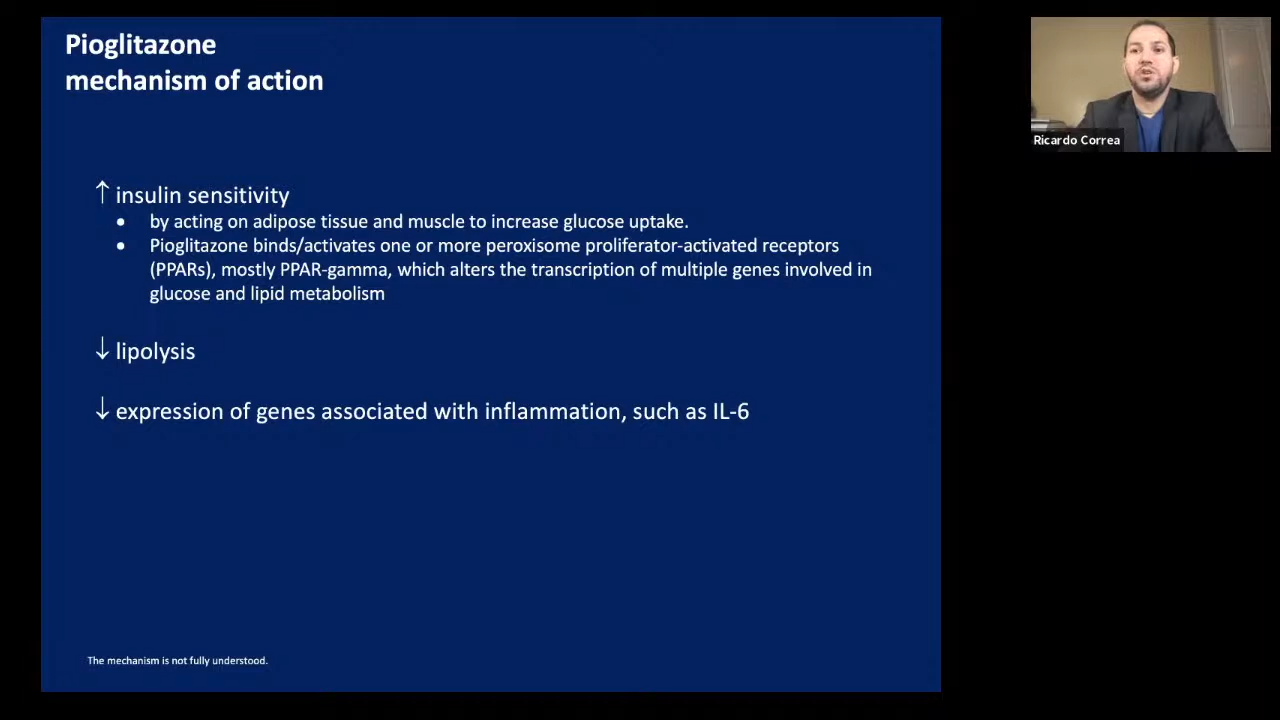 Pioglitazone
mechanism of action
↑ insulin sensitivity
• by acting on adipose tissue and muscle to increase glucose uptake.
• Pioglitazone binds/activates one or more peroxisome proliferator-activated receptors
(PPARs), mostly PPAR-gamma, which alters the transcription of multiple genes involved in
glucose and lipid metabolism
↓ lipolysis
↓ expression of genes associated with inflammation, such as IL-6
The mechanism is not fully understood.
Ricardo Correa